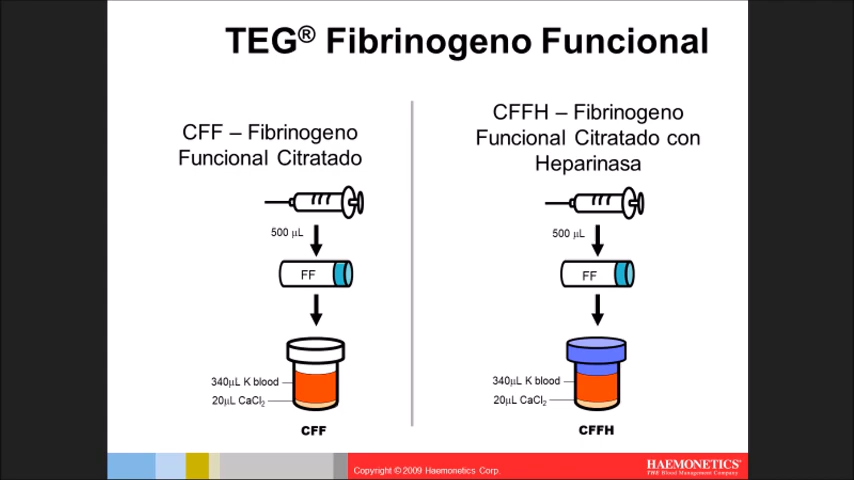 TEG® Fibrinogeno Funcional
CFF – Fibrinogeno
Funcional Citratado
500 µL
FF
340µL K blood
20µL CaCl₂
CFF
CFFH – Fibrinogeno
Funcional Citratado con
Heparinasa
500 µL
FF
340µL K blood
20µL CaCl₂
CFFH
Copyright © 2009 Haemonetics Corp.
HAEMONETICS®
THE Blood Management Company